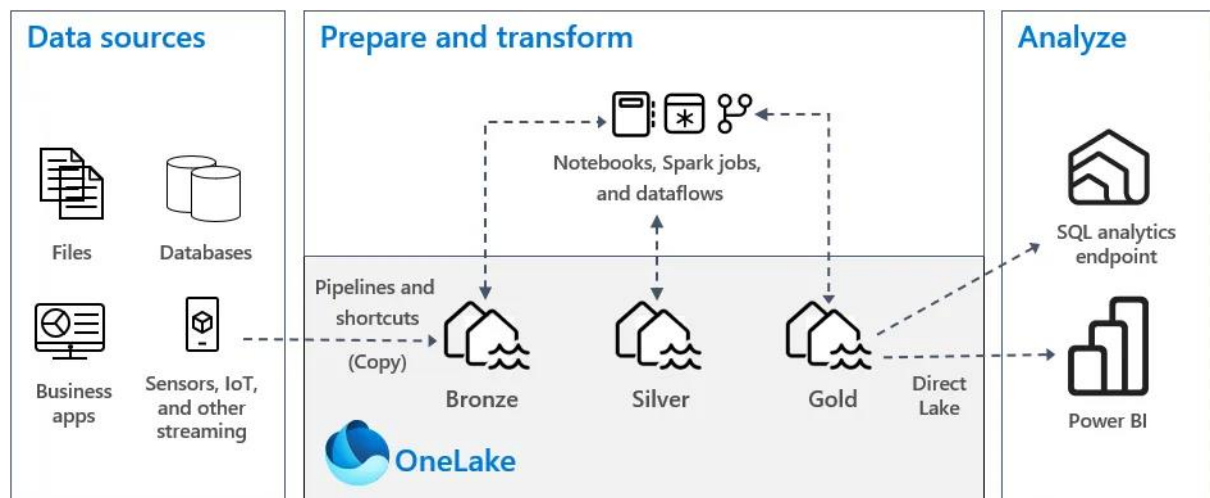 Data sources
Files
Databases
Business
apps
Sensors, IoT,
and other
streaming
Prepare and transform
Notebooks, Spark jobs,
and dataflows
Pipelines and
shortcuts
(Copy)
Bronze
Silver
Gold
Direct
Lake
OneLake
Analyze
SQL analytics
endpoint
Power BI